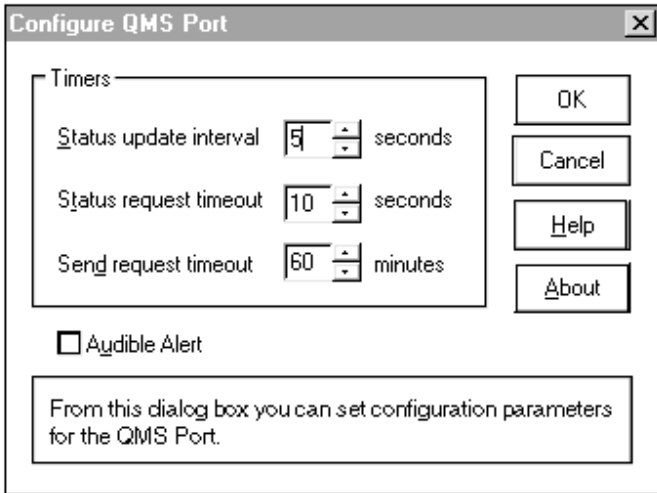 Configure QMS Port
Timers
Status update interval 5 seconds
Status request timeout 10 seconds
Send request timeout 60 minutes
OK
Cancel
Help
About
Audible Alert
From this dialog box you can set configuration parameters
for the QMS Port.